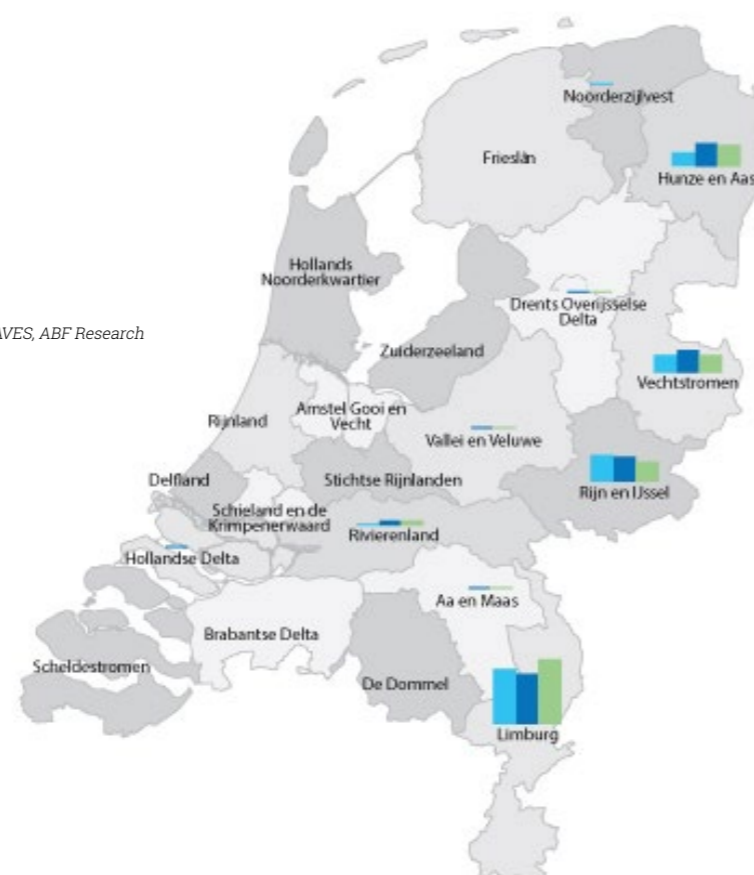 Noorderzijlvest
Frieslân
Hunze en Aas
Hollands
Noorderkwartier
Drents Overijsselse
Delta
AVES, ABF Research
Zuiderzeeland
Vechtstromen
Amstel Gooi en
Vecht
Rijnland
Vallei en Veluwe
Delfland
Stichtse Rijnlanden
Rijn en IJssel
Schieland en de
Krimpenerwaard
Rivierenland
Hollandse Delta
Aa en Maas
Brabantse Delta
Scheldestromen
De Dommel
Limburg